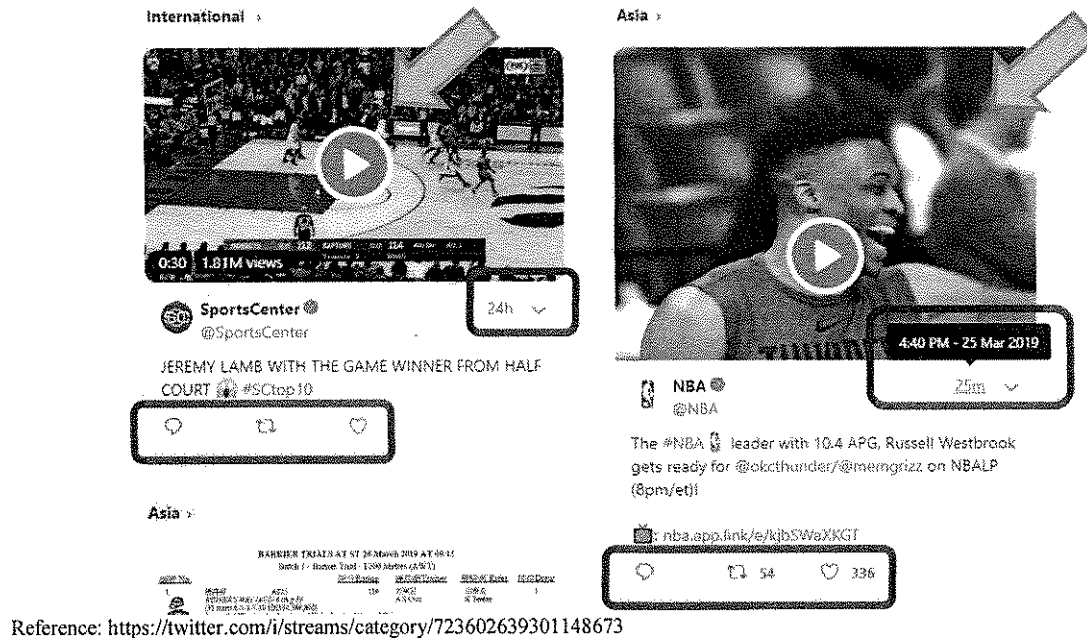 International ›
0:30 1.81M views
SportsCenter
@SportsCenter
24h
JEREMY LAMB WITH THE GAME WINNER FROM HALF
COURT #SCtop10
Asia ›
BARRIER TRIALS AT ST 26 March 2019 AT
Asia ›
4:40 PM - 25 Mar 2019
NBA
@NBA
25m
The #NBA leader with 10.4 APG, Russell Westbrook
gets ready for @okcthunder/@memgrizz on NBALP
(8pm/et)!
: nba.app.link/e/kjbSWaXKGT
54 336
Reference: https://twitter.com/i/streams/category/723602639301148673